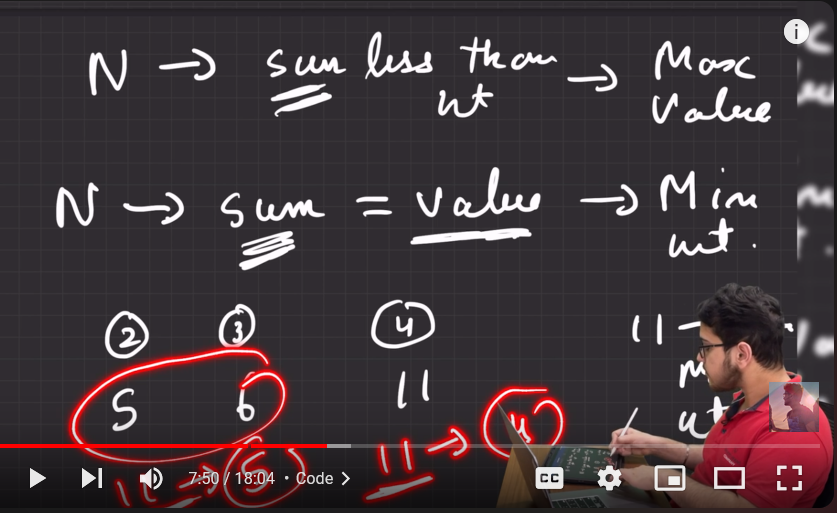 N → sum less than wt → Max Value
N → sum = value → Min wt.
② ③ ④
5 6 11
11 →
11 → 5 11 → 4
wt
7:50 / 18:04 • Code >
CC
i